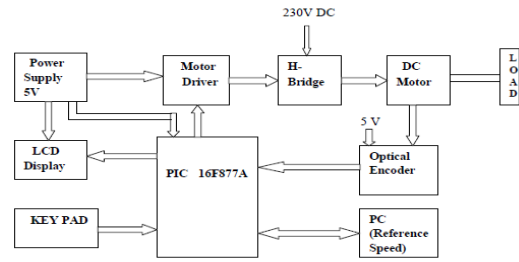 230V DC
Power
Supply
5V
Motor
Driver
H-
Bridge
DC
Motor
L
O
A
D
5 V
LCD
Display
PIC 16F877A
Optical
Encoder
KEY PAD
PC
(Reference
Speed)